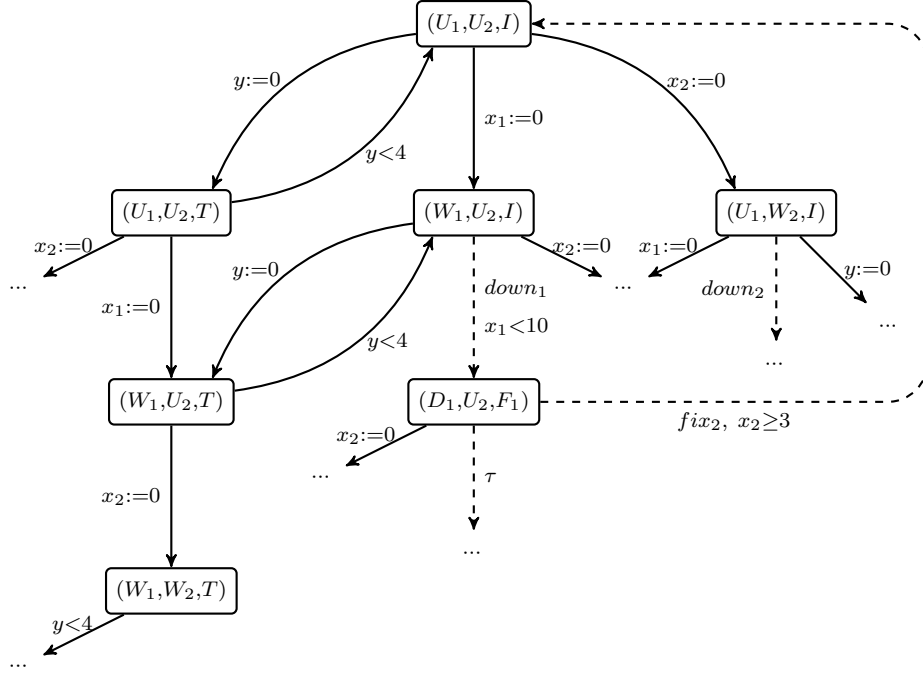 (U₁,U₂,I)
y:=0
x₂:=0
x₁:=0
y<4
(U₁,U₂,T)
(W₁,U₂,I)
(U₁,W₂,I)
x₂:=0
x₂:=0
x₁:=0
y:=0
y:=0
...
...
down₁
down₂
x₁:=0
x₁<10
...
y<4
...
(W₁,U₂,T)
(D₁,U₂,F₁)
fix₂, x₂≥3
x₂:=0
...
τ
x₂:=0
...
(W₁,W₂,T)
y<4
...